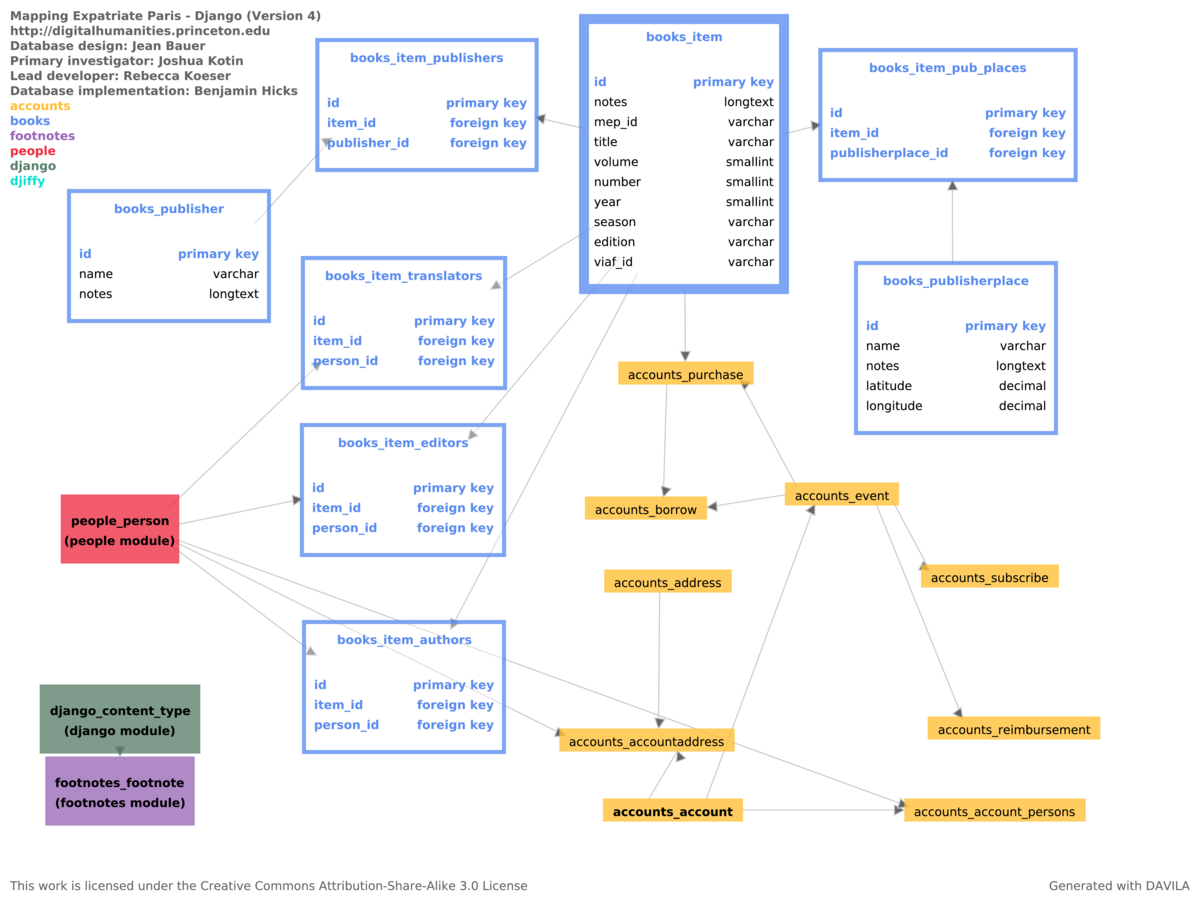 Mapping Expatriate Paris - Django (Version 4)
http://digitalhumanities.princeton.edu
Database design: Jean Bauer
Primary investigator: Joshua Kotin
Lead developer: Rebecca Koeser
Database implementation: Benjamin Hicks
accounts
books
footnotes
people
django
djiffy
books_item_publishers
id primary key
item_id foreign key
publisher_id foreign key
books_item
id primary key
notes longtext
mep_id varchar
title varchar
volume smallint
number smallint
year smallint
season varchar
edition varchar
viaf_id varchar
books_item_pub_places
id primary key
item_id foreign key
publisherplace_id foreign key
books_publisher
id primary key
name varchar
notes longtext
books_item_translators
id primary key
item_id foreign key
person_id foreign key
books_publisherplace
id primary key
name varchar
notes longtext
latitude decimal
longitude decimal
accounts_purchase
books_item_editors
id primary key
item_id foreign key
person_id foreign key
accounts_event
accounts_borrow
people_person
(people module)
accounts_address
accounts_subscribe
books_item_authors
id primary key
item_id foreign key
person_id foreign key
django_content_type
(django module)
accounts_reimbursement
accounts_accountaddress
footnotes_footnote
(footnotes module)
accounts_account
accounts_account_persons
This work is licensed under the Creative Commons Attribution-Share-Alike 3.0 License
Generated with DAVILA